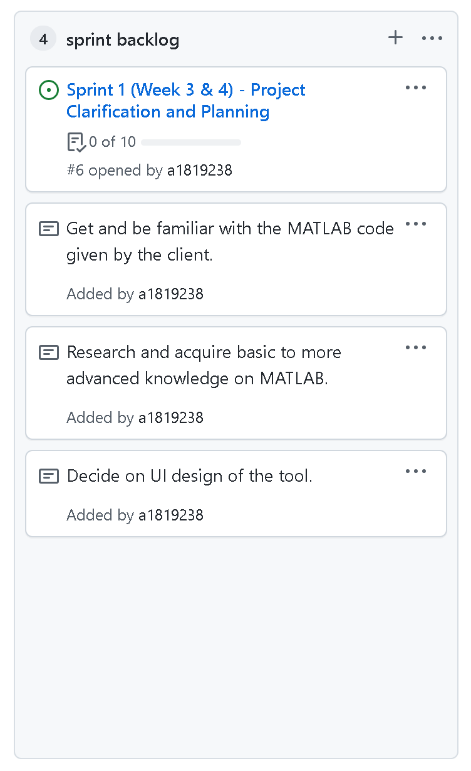 4 sprint backlog
Sprint 1 (Week 3 & 4) - Project
Clarification and Planning
0 of 10
#6 opened by a1819238
Get and be familiar with the MATLAB code
given by the client.
Added by a1819238
Research and acquire basic to more
advanced knowledge on MATLAB.
Added by a1819238
Decide on UI design of the tool.
Added by a1819238